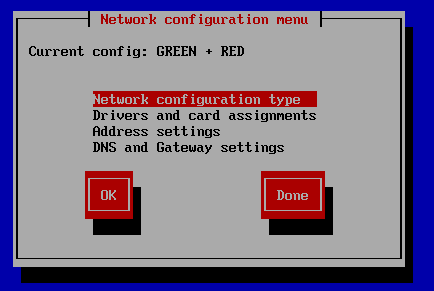 Network configuration menu
Current config: GREEN + RED
Network configuration type
Drivers and card assignments
Address settings
DNS and Gateway settings
OK
Done